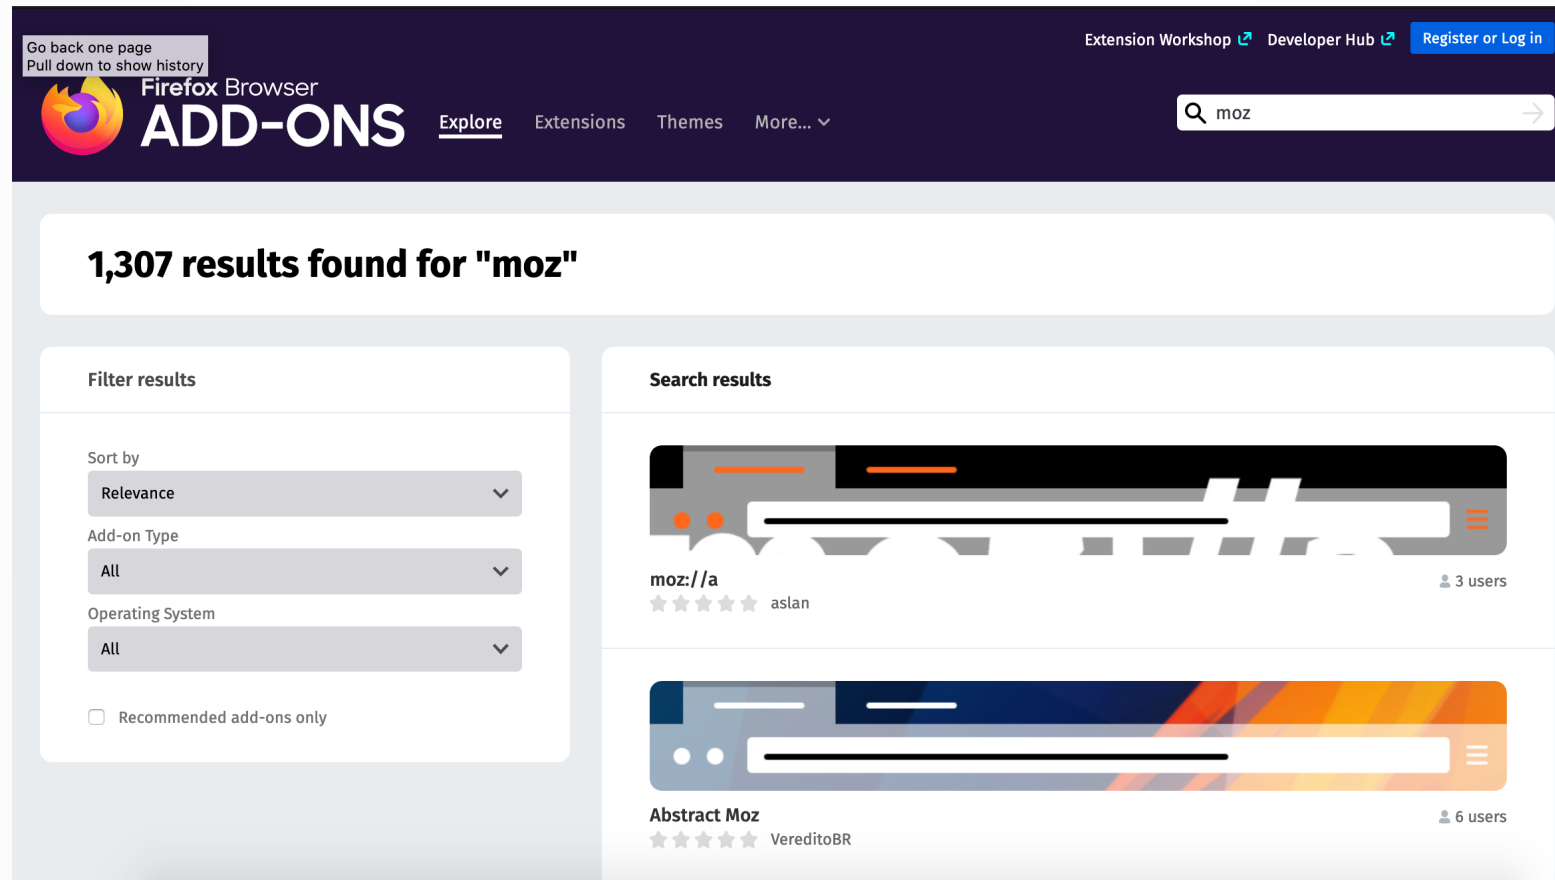 Go back one page
Pull down to show history
Extension Workshop
Developer Hub
Register or Log in
Firefox Browser
ADD-ONS
Explore
Extensions
Themes
More...
moz
1,307 results found for "moz"
Filter results
Sort by
Relevance
Add-on Type
All
Operating System
All
Recommended add-ons only
Search results
moz://a
3 users
aslan
Abstract Moz
6 users
VereditoBR